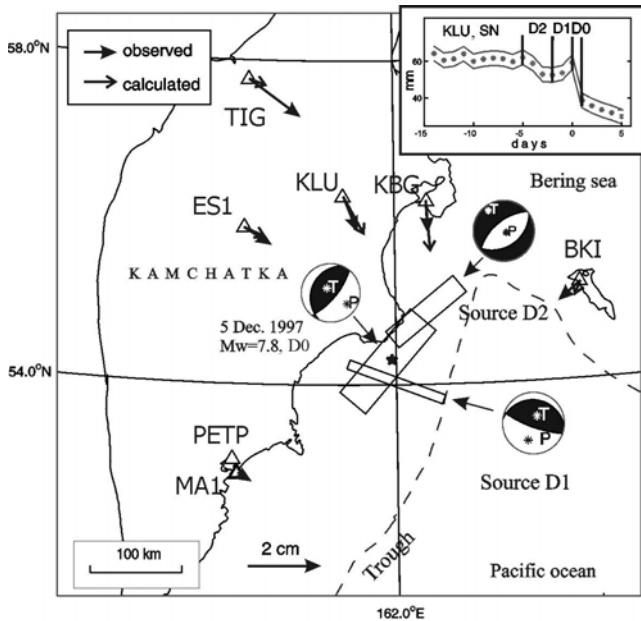 58.0°N
observed
calculated
KLU, SN
D2 D1 D0
60
40
mm
-15 -10 -5 0 5
days
TIG
KLU
KBG
Bering sea
ES1
BKI
KAMCHATKA
T
P
T
P
Source D2
5 Dec. 1997
Mw=7.8, D0
54.0°N
T
P
PETP
MA1
Source D1
100 km
2 cm
Trough
Pacific ocean
162.0°E